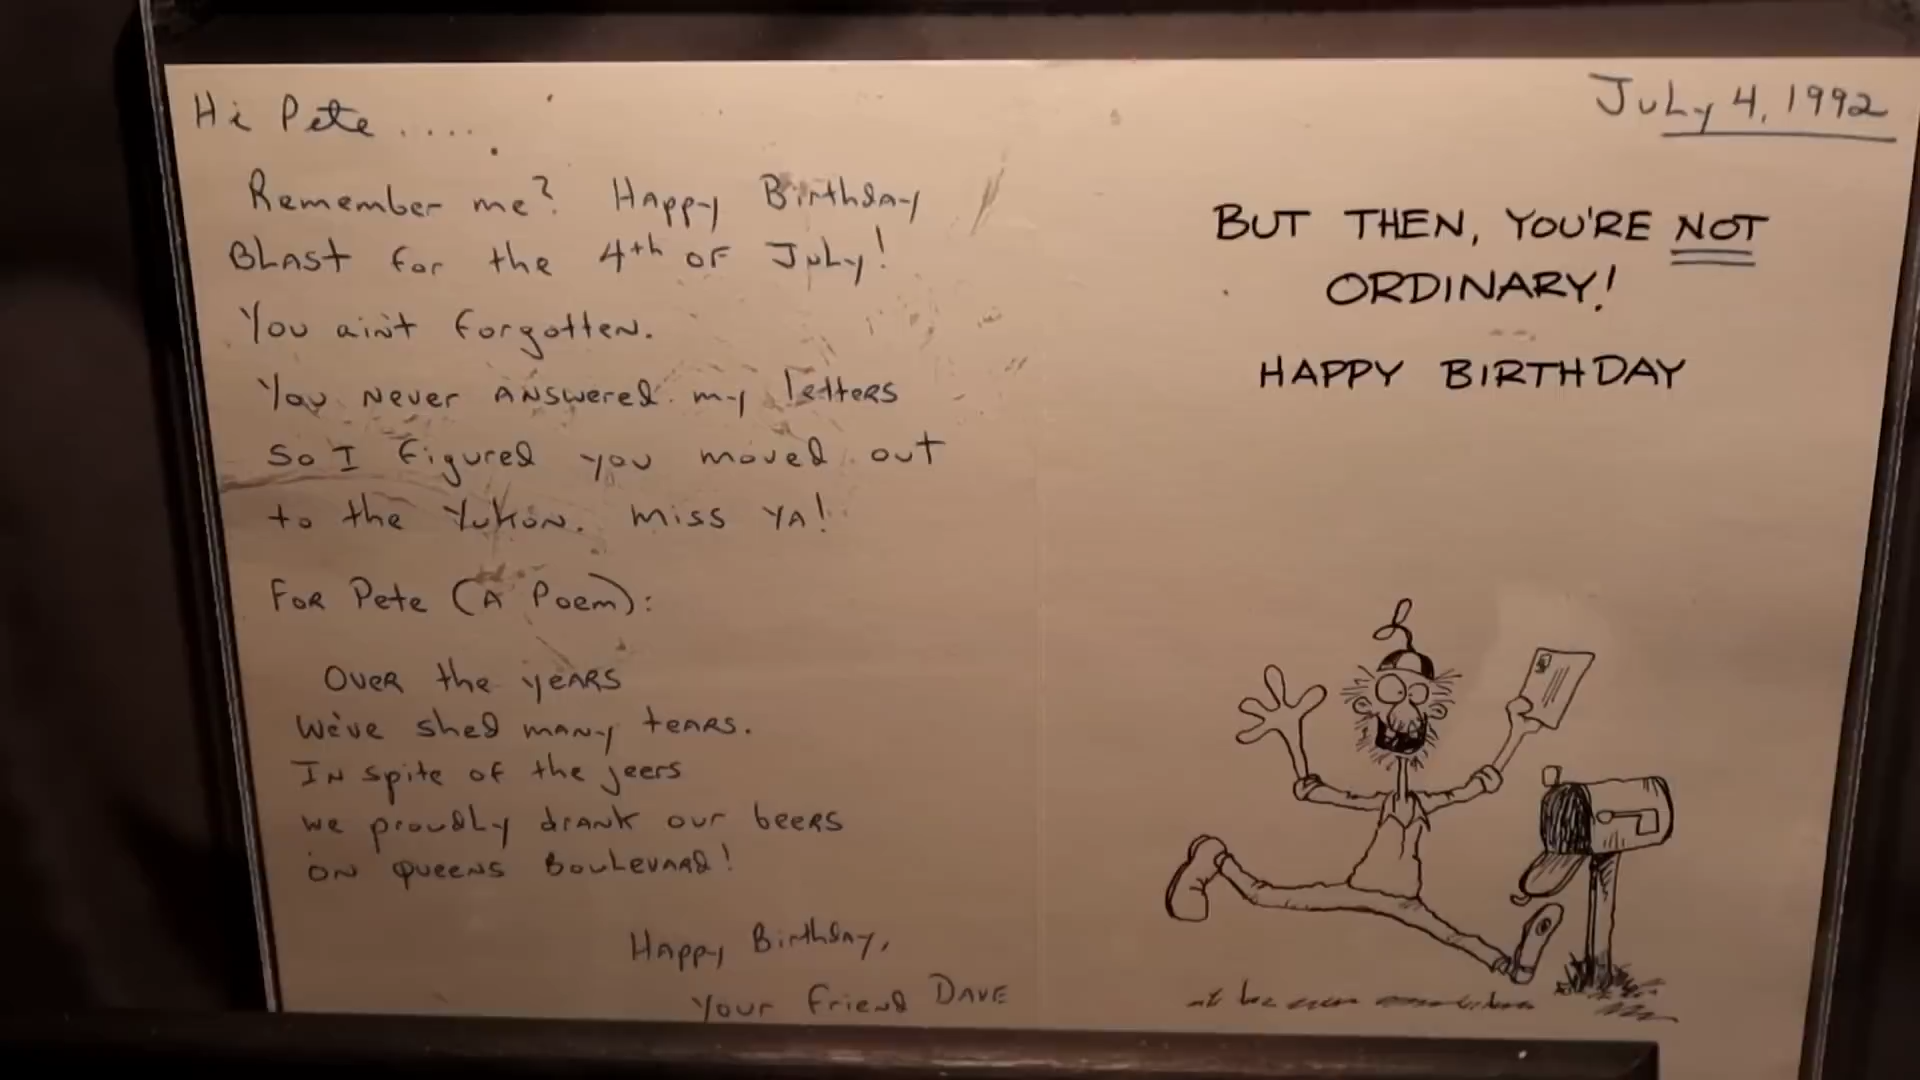 Hi Pete .....
Remember me? Happy Birthday
Blast for the 4th of July!
You ain't forgotten.
You never answered my letters
So I figured you moved out
to the Yukon. Miss YA!
For Pete (A Poem):
Over the years
We've shed many tears.
In spite of the jeers
we proudly drank our beers
on Queens Boulevard!
Happy Birthday,
Your friend DAVE
July 4, 1992
BUT THEN, YOU'RE NOT
ORDINARY!
HAPPY BIRTHDAY